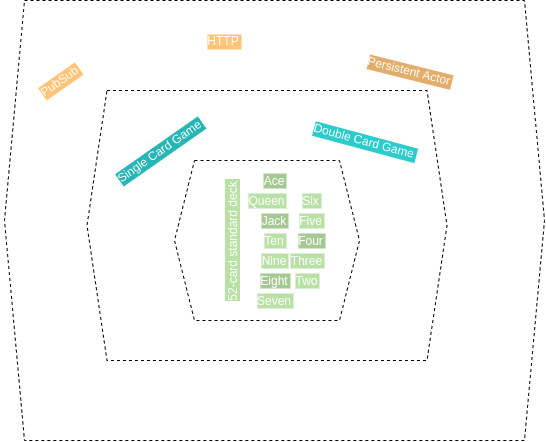 HTTP
Persistent Actor
PubSub
Single Card Game
Double Card Game
52-card standard deck
Ace
Queen
Six
Jack
Five
Ten
Four
Nine
Three
Eight
Two
Seven